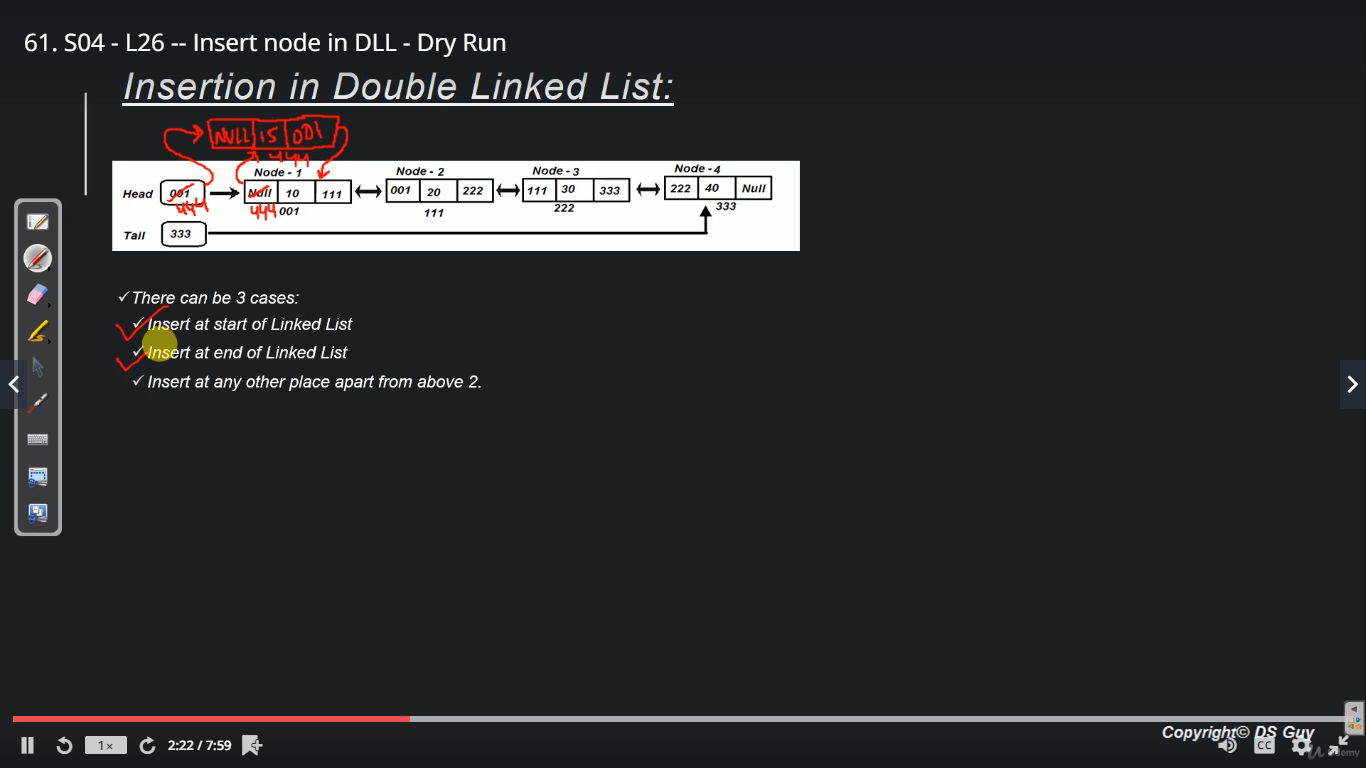 61. S04 - L26 -- Insert node in DLL - Dry Run
Insertion in Double Linked List:
NULL 15 001
444
Node - 1 Node - 2 Node - 3 Node - 4
Head 001 Null 10 111 001 20 222 111 30 333 222 40 Null
444 444 001 111 222 333
Tail 333
✓There can be 3 cases:
✓Insert at start of Linked List
✓Insert at end of Linked List
✓Insert at any other place apart from above 2.
Copyright© DS Guy
1× 2:22 / 7:59 CC